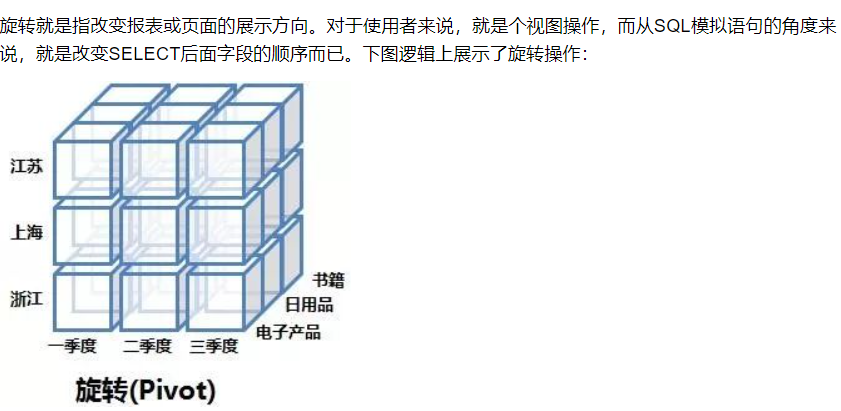 旋转就是指改变报表或页面的展示方向。对于使用者来说，就是个视图操作，而从SQL模拟语句的角度来
说，就是改变SELECT后面字段的顺序而已。下图逻辑上展示了旋转操作：
江苏
上海
浙江
书籍
日用品
电子产品
一季度 二季度 三季度
旋转(Pivot)